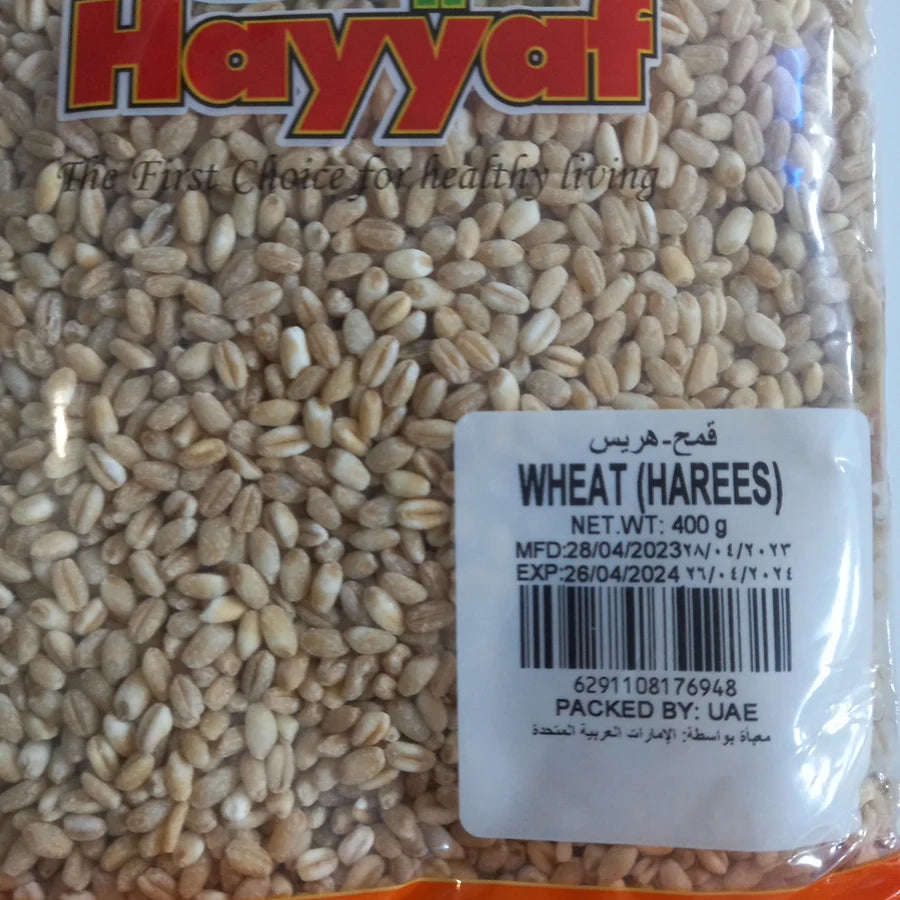 Hayyaf
The First Choice for healthy living
قمح-هريس
WHEAT (HAREES)
NET.WT: 400 g
MFD:28/04/2023٢٨/٠٤/٢٠٢٣
EXP:26/04/2024 ٢٦/٠٤/٢٠٢٤
6291108176948
PACKED BY: UAE
معبأة بواسطة: الإمارات العربية المتحدة